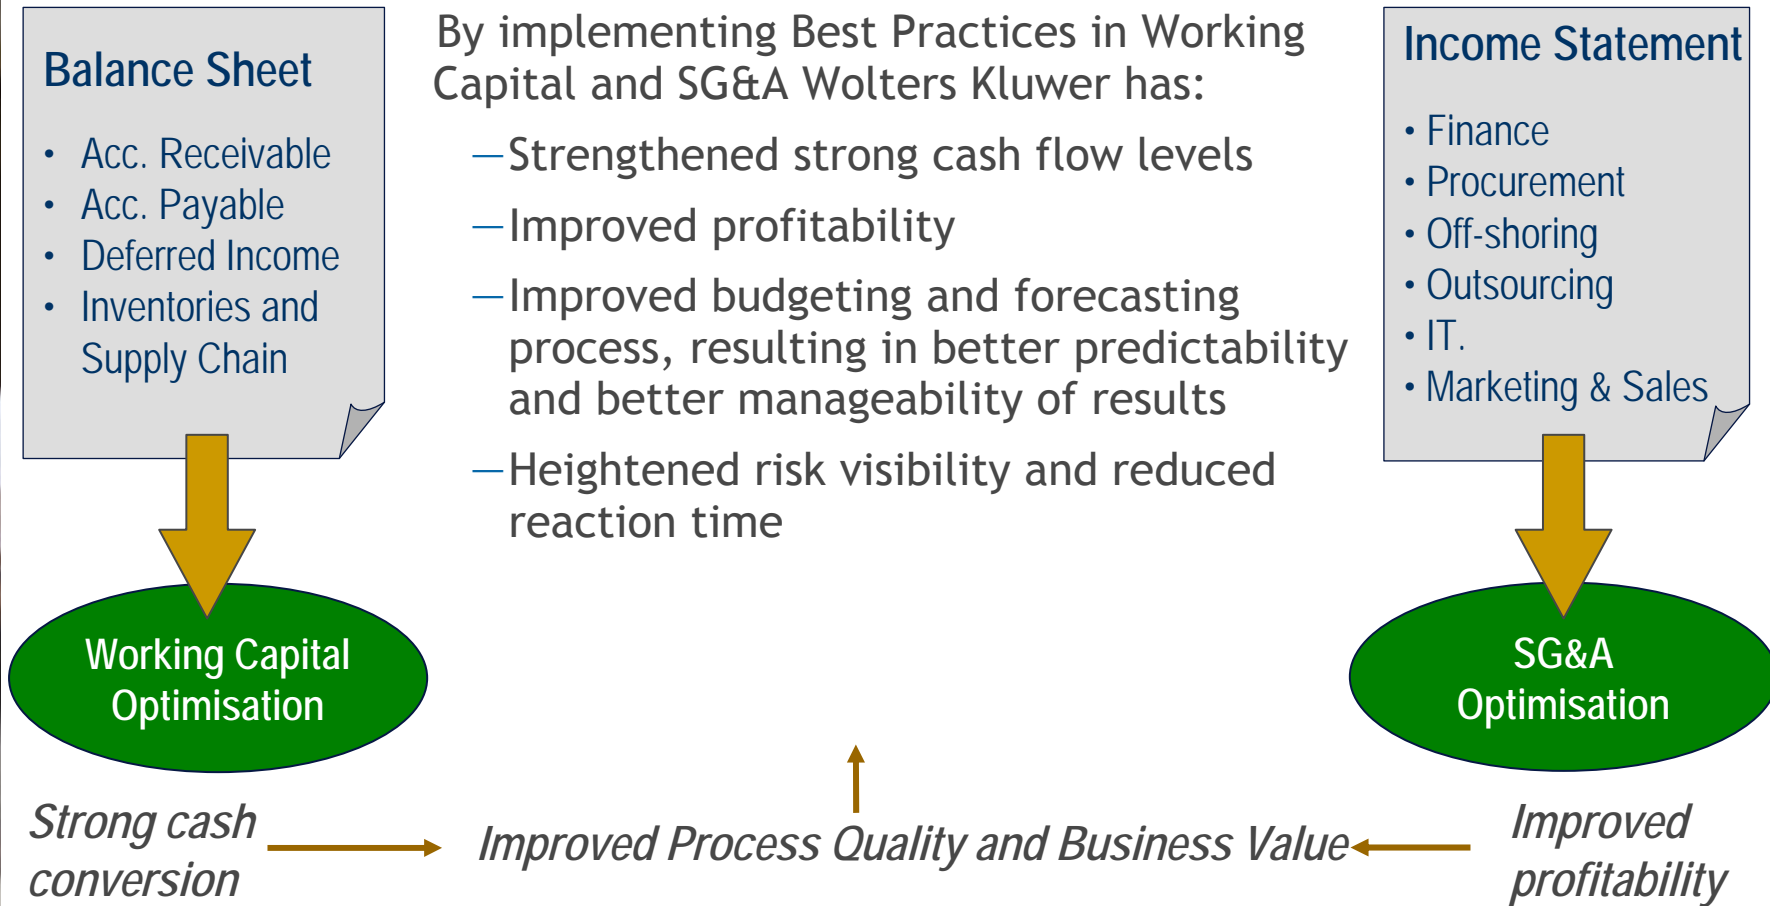 Balance Sheet
• Acc. Receivable
• Acc. Payable
• Deferred Income
• Inventories and
Supply Chain
By implementing Best Practices in Working
Capital and SG&A Wolters Kluwer has:
—Strengthened strong cash flow levels
—Improved profitability
—Improved budgeting and forecasting
process, resulting in better predictability
and better manageability of results
—Heightened risk visibility and reduced
reaction time
Income Statement
• Finance
• Procurement
• Off-shoring
• Outsourcing
• IT.
• Marketing & Sales
Working Capital
Optimisation
SG&A
Optimisation
Strong cash
conversion
Improved Process Quality and Business Value
Improved
profitability